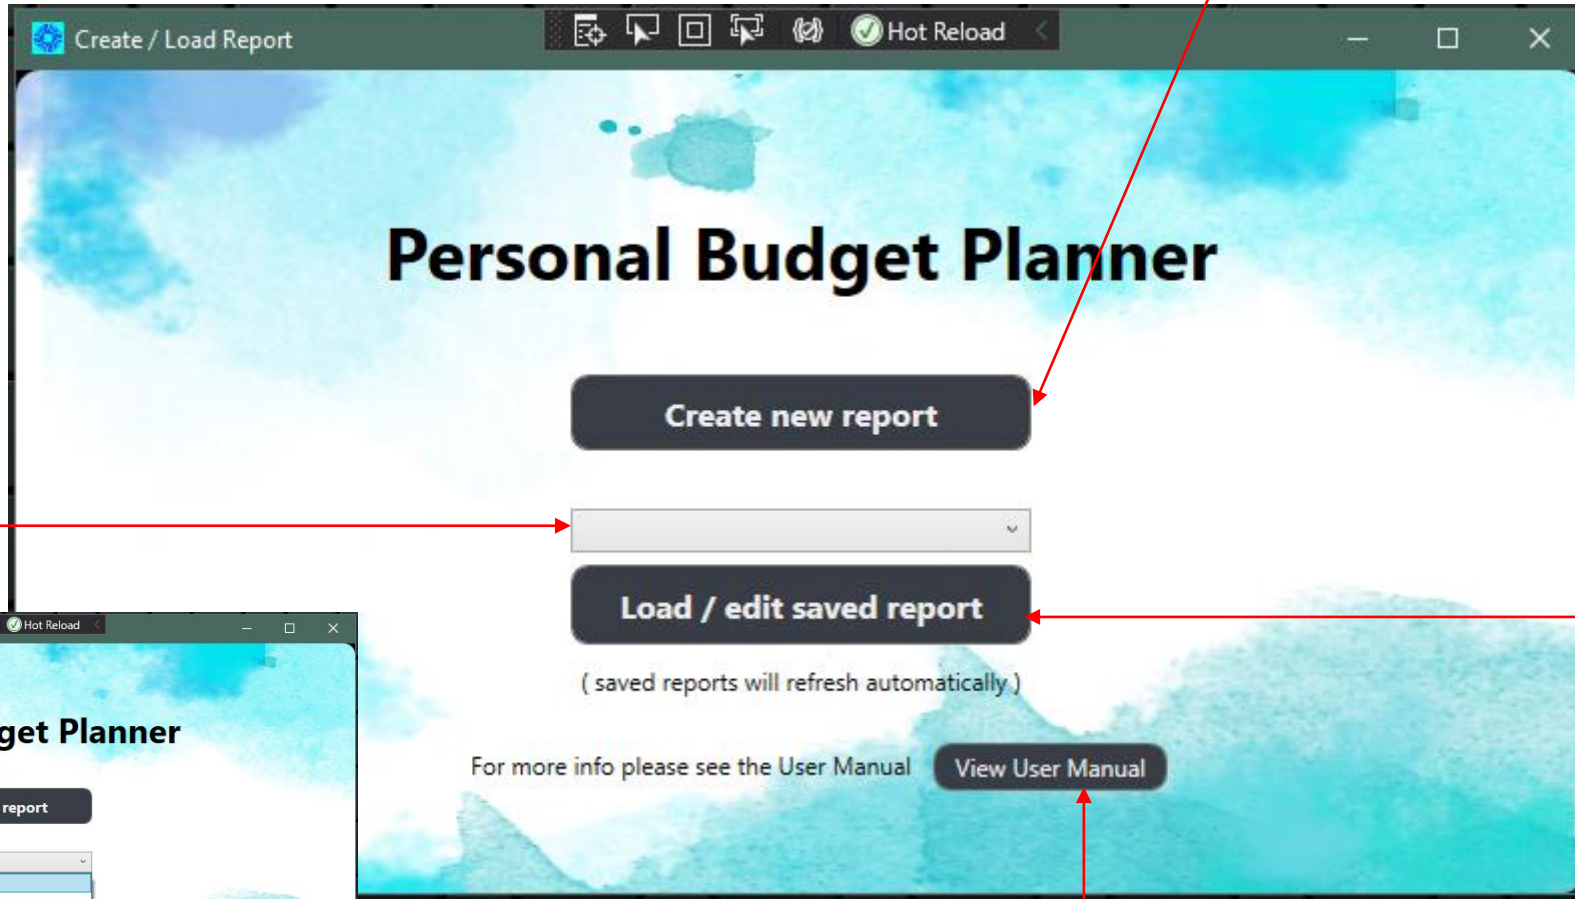 Create / Load Report
Hot Reload
Personal Budget Planner
Create new report
Load / edit saved report
( saved reports will refresh automatically )
For more info please see the User Manual
View User Manual
Hot Reload
get Planner
report